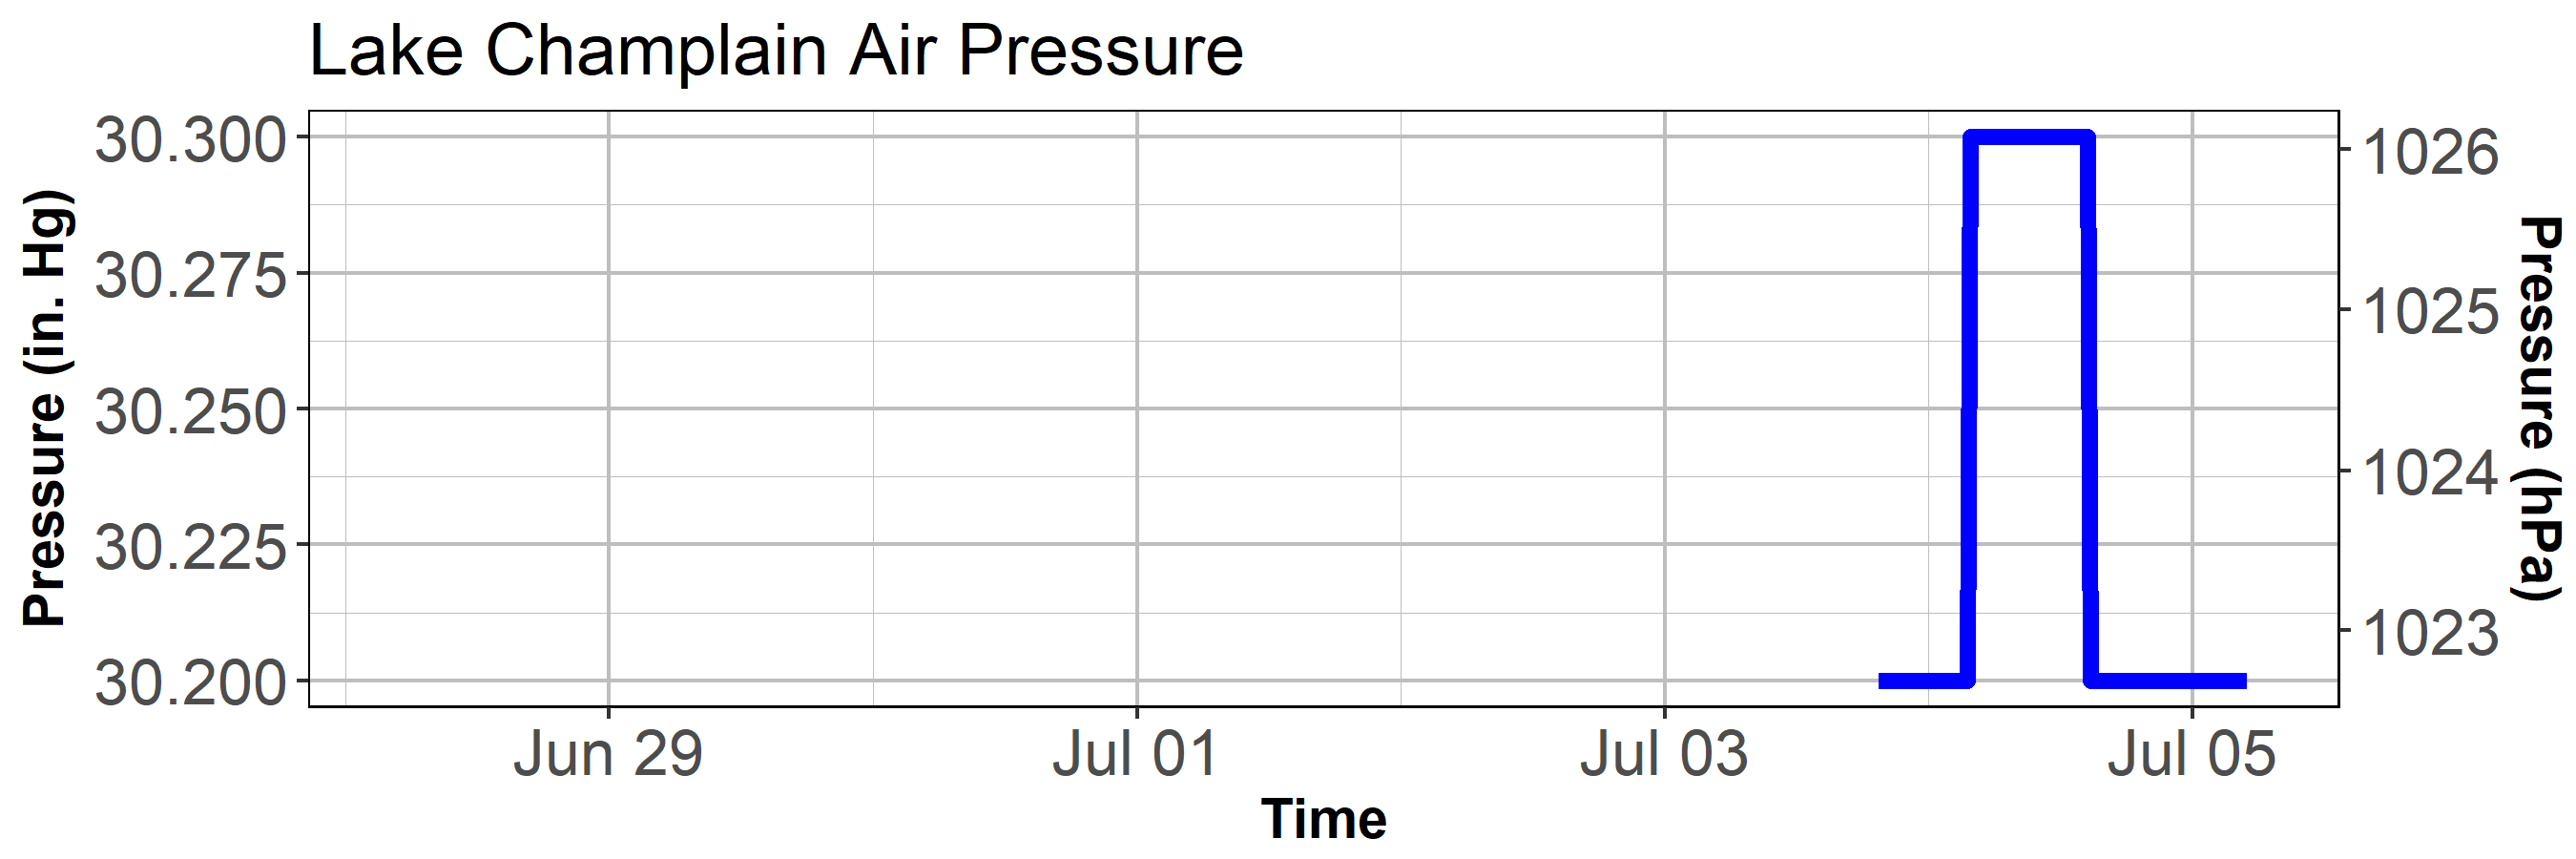 Lake Champlain Air Pressure
Pressure (in. Hg)
30.300
30.275
30.250
30.225
30.200
1026
1025
1024
1023
Pressure (hPa)
Jun 29 Jul 01 Jul 03 Jul 05
Time